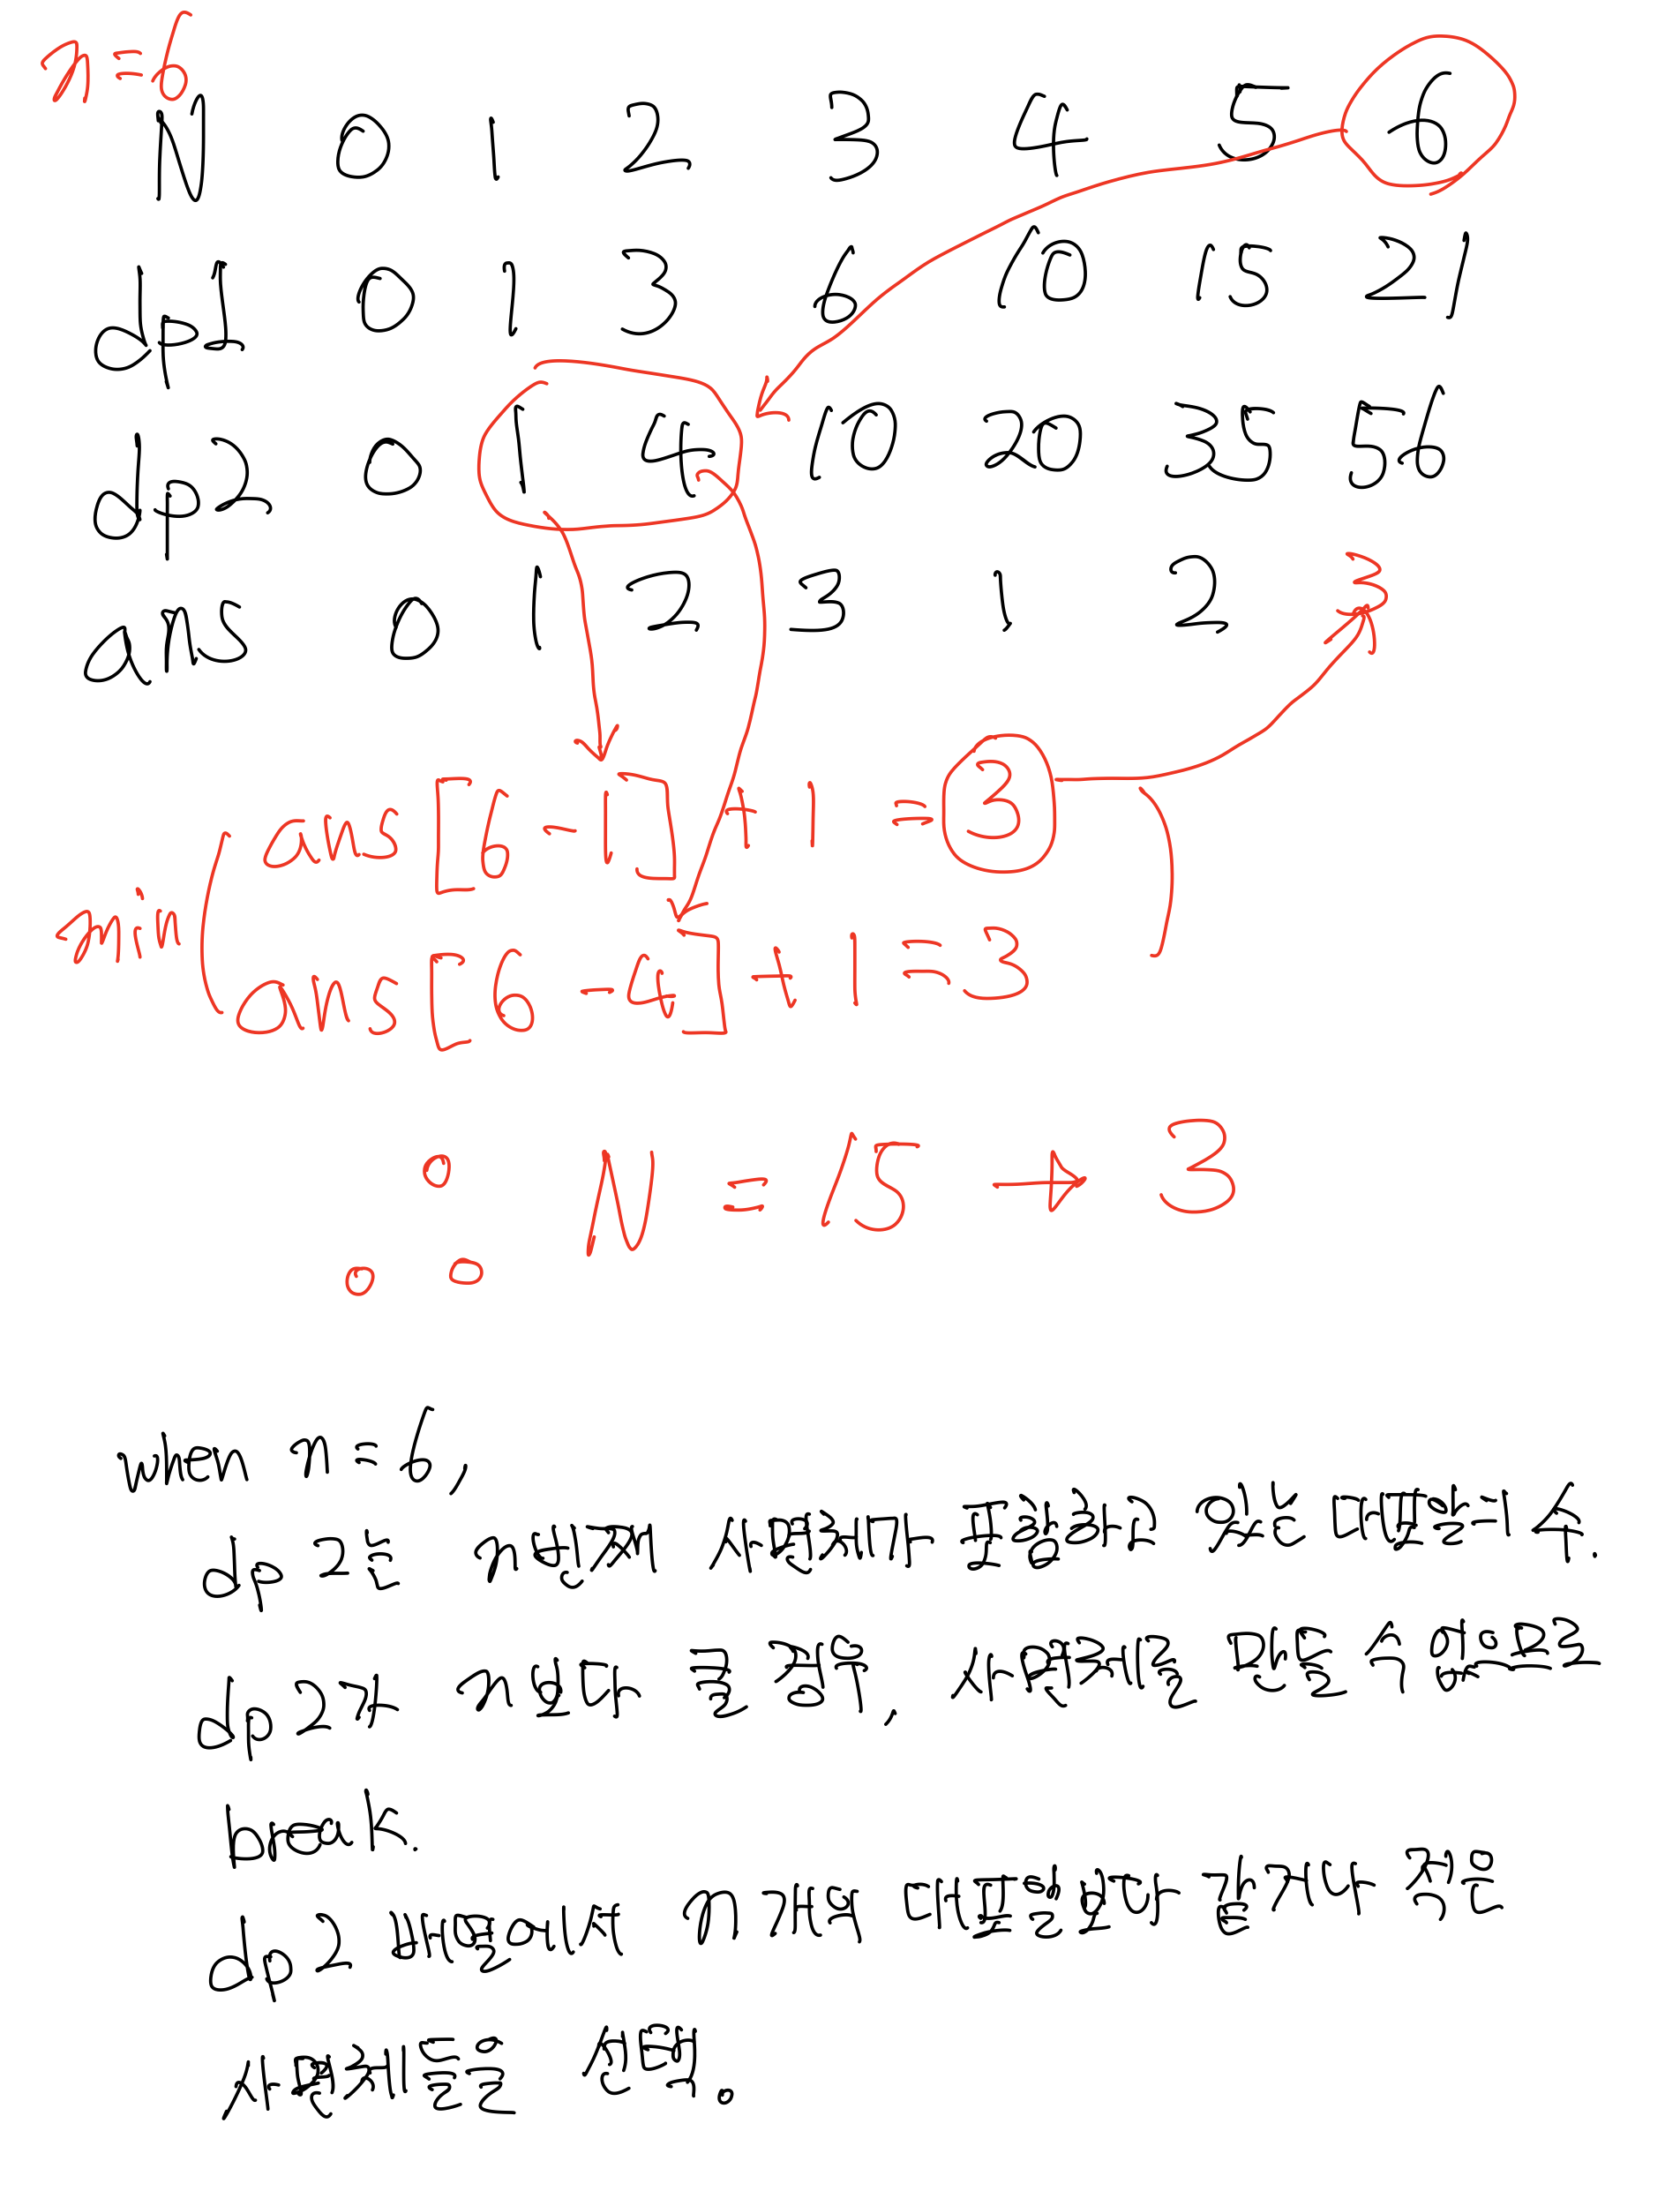 n=6
N 0 1 2 3 4 5 6
dp1 0 1 3 6 10 15 21
dp2 0 1 4 10 20 35 56
ans 0 1 2 3 1 2 3
ans[6-1]+1=3
min
ans[6-4]+1=3
∴ N=15→3
when n=6,
dp2는 n번째 사면체가 포함하고 있는 대포알의 수.
dp2가 n보다 클 경우, 사면체를 만들 수 없으므로
break.
dp2 배열에서 n개의 대포알보다 같거나 적은
사면체들을 선택.